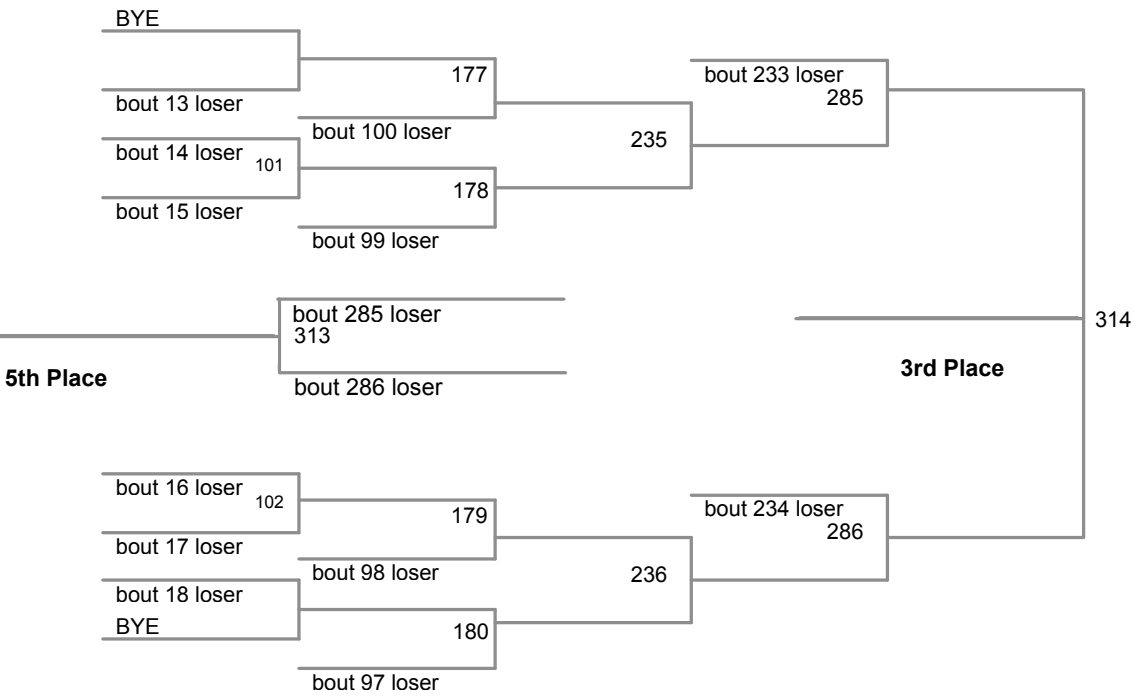 BYE
177
bout 233 loser
285
bout 13 loser
bout 100 loser
235
bout 14 loser
101
178
bout 15 loser
bout 99 loser
bout 285 loser
313
314
5th Place
bout 286 loser
3rd Place
bout 16 loser
102
179
bout 234 loser
286
bout 17 loser
bout 98 loser
236
bout 18 loser
BYE
180
bout 97 loser